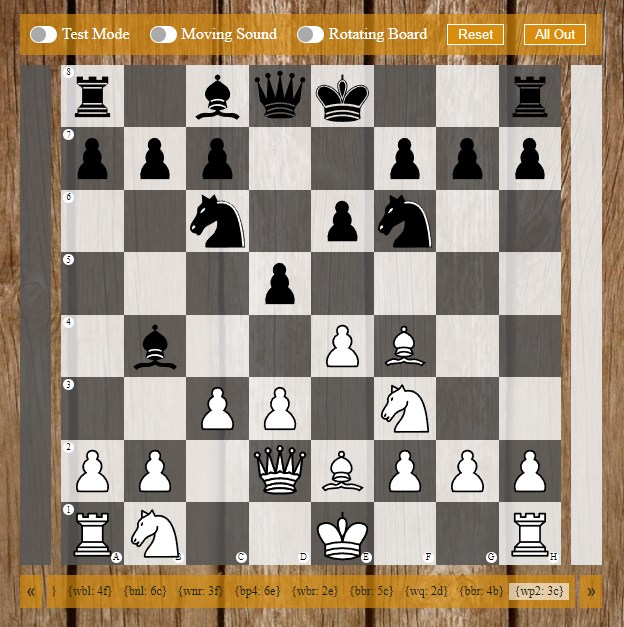 Test Mode Moving Sound Rotating Board Reset All Out
8
7
6
5
4
3
2
1
A B C D E F G H
« } {wbl: 4f} {bnl: 6c} {wnr: 3f} {bp4: 6e} {wbr: 2e} {bbr: 5c} {wq: 2d} {bbr: 4b} {wp2: 3c} »